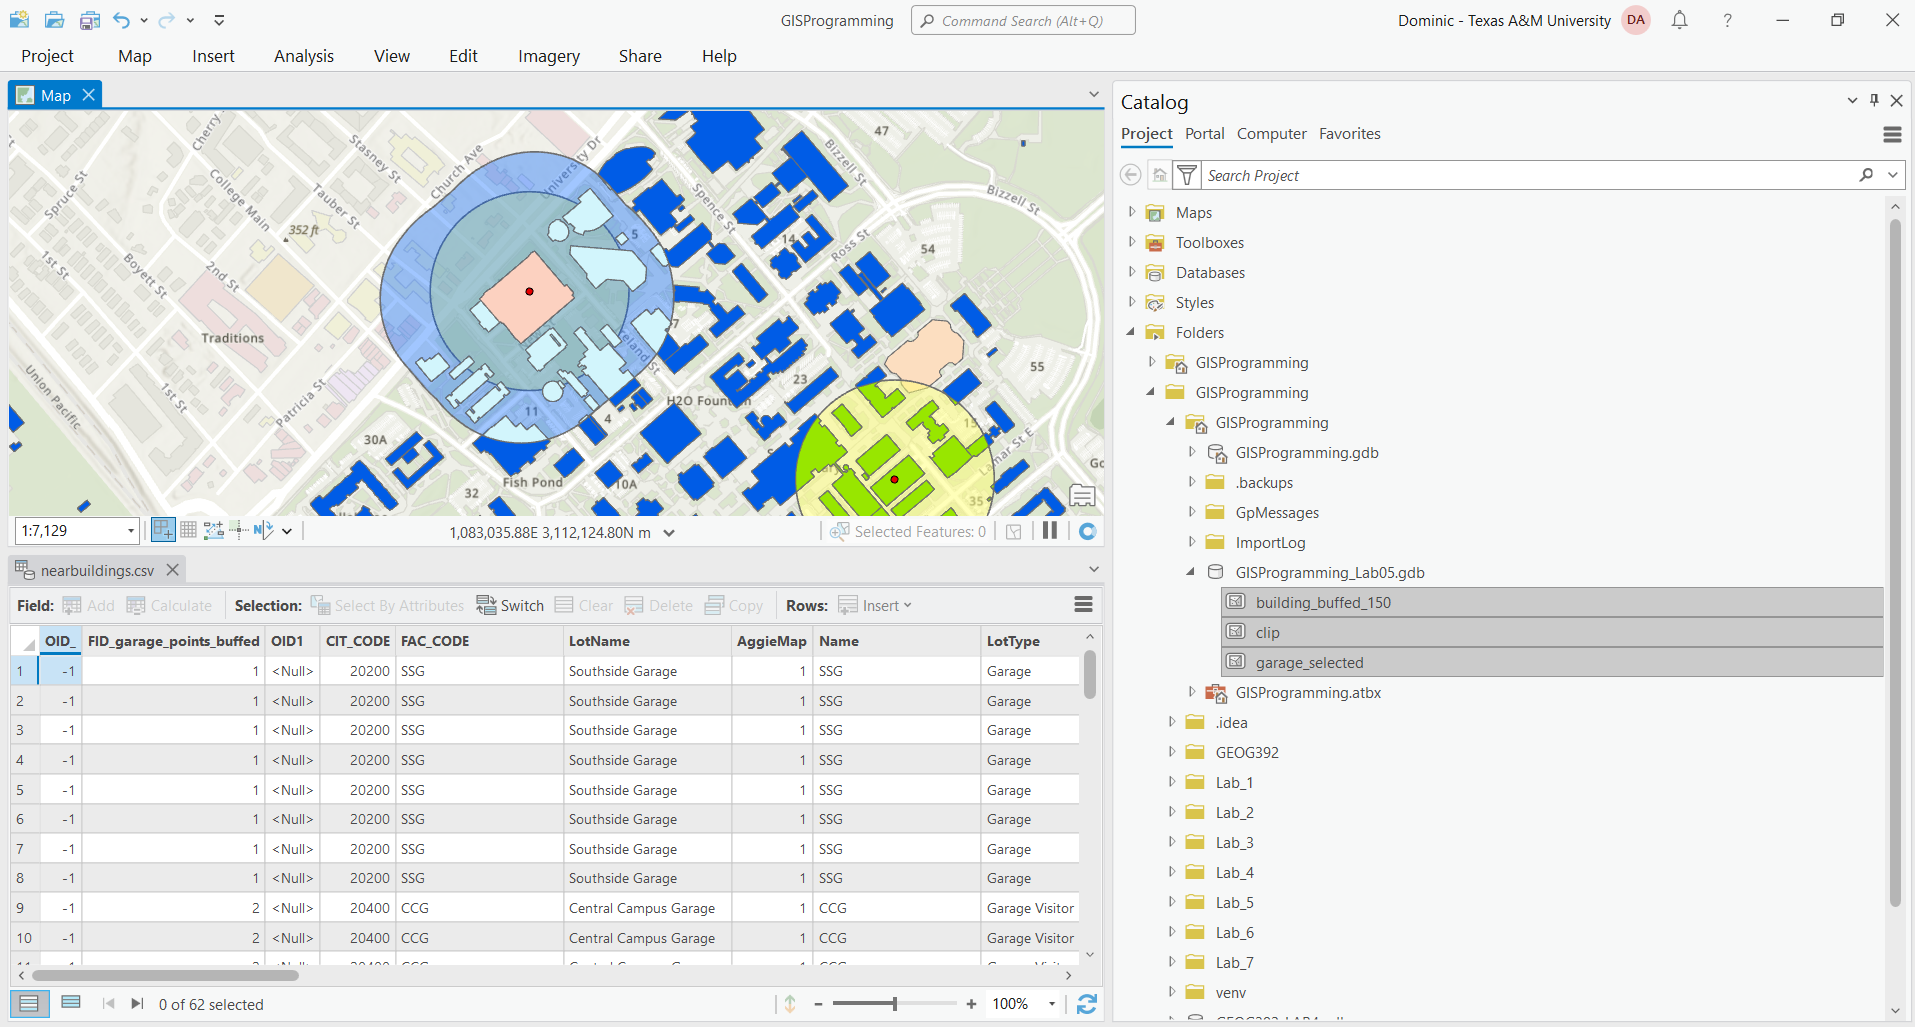 GISProgramming
Command Search (Alt+Q)
Dominic - Texas A&M University
DA
?
Project Map Insert Analysis View Edit Imagery Share Help
Map
Cherry
Stasney St
Church Ave
University Dr
College Main
Spruce St
Tauber St
352 ft
1st St
Boyett St
2nd St
Traditions
1st St
Patricia St
Union Pacific
30A
32
Fish Pond
10A
11
4
5
Ireland St
H2O Fountain
Spence St
14
Ross St
23
47
Bizzell St
Bizzell St
54
55
Lamar St E
35
1:7,129
1,083,035.88E 3,112,124.80N m
Selected Features: 0
nearbuildings.csv
Field: Add Calculate Selection: Select By Attributes Switch Clear Delete Copy Rows: Insert
OID_ FID_garage_points_buffed OID1 CIT_CODE FAC_CODE LotName AggieMap Name LotType
1 -1 1 <Null> 20200 SSG Southside Garage 1 SSG Garage
2 -1 1 <Null> 20200 SSG Southside Garage 1 SSG Garage
3 -1 1 <Null> 20200 SSG Southside Garage 1 SSG Garage
4 -1 1 <Null> 20200 SSG Southside Garage 1 SSG Garage
5 -1 1 <Null> 20200 SSG Southside Garage 1 SSG Garage
6 -1 1 <Null> 20200 SSG Southside Garage 1 SSG Garage
7 -1 1 <Null> 20200 SSG Southside Garage 1 SSG Garage
8 -1 1 <Null> 20200 SSG Southside Garage 1 SSG Garage
9 -1 2 <Null> 20400 CCG Central Campus Garage 1 CCG Garage Visitor
10 -1 2 <Null> 20400 CCG Central Campus Garage 1 CCG Garage Visitor
0 of 62 selected
100%
Catalog
Project Portal Computer Favorites
Search Project
Maps
Toolboxes
Databases
Styles
Folders
GISProgramming
GISProgramming
GISProgramming
GISProgramming.gdb
.backups
GpMessages
ImportLog
GISProgramming_Lab05.gdb
building_buffed_150
clip
garage_selected
GISProgramming.atbx
.idea
GEOG392
Lab_1
Lab_2
Lab_3
Lab_4
Lab_5
Lab_6
Lab_7
venv